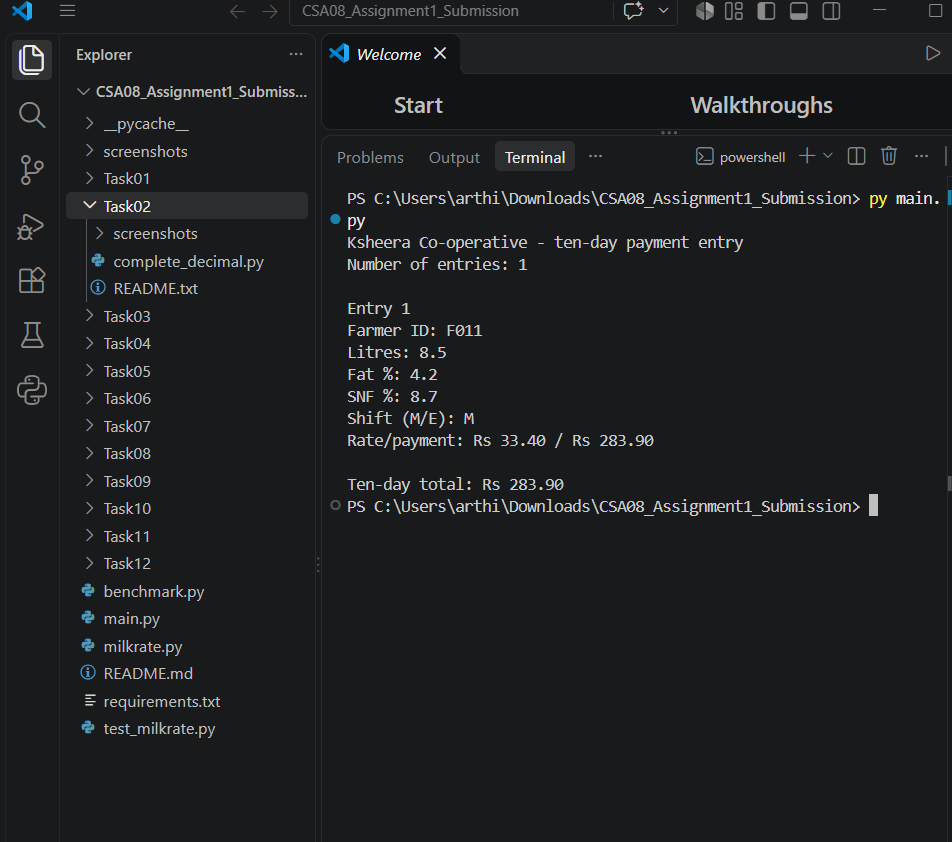 CSA08_Assignment1_Submission
Explorer
CSA08_Assignment1_Submiss...
__pycache__
screenshots
Task01
Task02
screenshots
complete_decimal.py
README.txt
Task03
Task04
Task05
Task06
Task07
Task08
Task09
Task10
Task11
Task12
benchmark.py
main.py
milkrate.py
README.md
requirements.txt
test_milkrate.py
Welcome
Start
Walkthroughs
Problems Output Terminal ... powershell
PS C:\Users\arthi\Downloads\CSA08_Assignment1_Submission> py main.
py
Ksheera Co-operative - ten-day payment entry
Number of entries: 1
Entry 1
Farmer ID: F011
Litres: 8.5
Fat %: 4.2
SNF %: 8.7
Shift (M/E): M
Rate/payment: Rs 33.40 / Rs 283.90
Ten-day total: Rs 283.90
PS C:\Users\arthi\Downloads\CSA08_Assignment1_Submission>